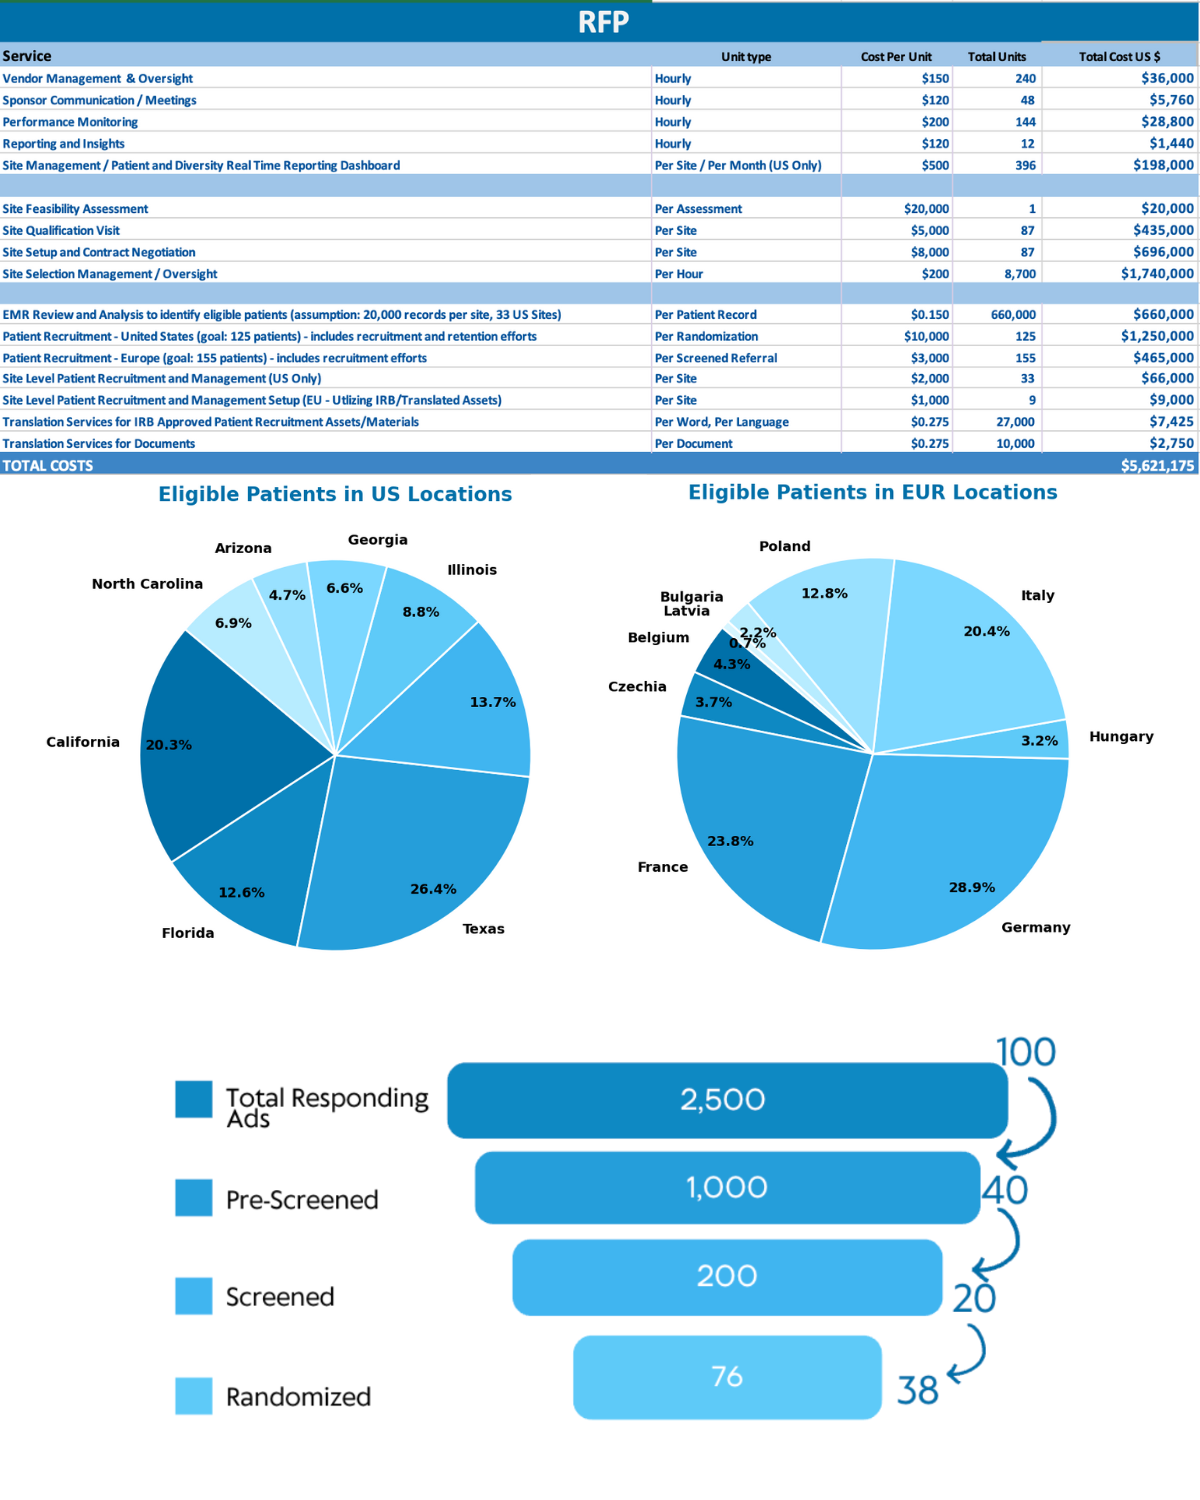 RFP
Service Unit type Cost Per Unit Total Units Total Cost US $
Vendor Management & Oversight Hourly $150 240 $36,000
Sponsor Communication / Meetings Hourly $120 48 $5,760
Performance Monitoring Hourly $200 144 $28,800
Reporting and Insights Hourly $120 12 $1,440
Site Management / Patient and Diversity Real Time Reporting Dashboard Per Site / Per Month (US Only) $500 396 $198,000
Site Feasibility Assessment Per Assessment $20,000 1 $20,000
Site Qualification Visit Per Site $5,000 87 $435,000
Site Setup and Contract Negotiation Per Site $8,000 87 $696,000
Site Selection Management / Oversight Per Hour $200 8,700 $1,740,000
EMR Review and Analysis to identify eligible patients (assumption: 20,000 records per site, 33 US Sites) Per Patient Record $0.150 660,000 $660,000
Patient Recruitment - United States (goal: 125 patients) - includes recruitment and retention efforts Per Randomization $10,000 125 $1,250,000
Patient Recruitment - Europe (goal: 155 patients) - includes recruitment efforts Per Screened Referral $3,000 155 $465,000
Site Level Patient Recruitment and Management (US Only) Per Site $2,000 33 $66,000
Site Level Patient Recruitment and Management Setup (EU - Utlizing IRB/Translated Assets) Per Site $1,000 9 $9,000
Translation Services for IRB Approved Patient Recruitment Assets/Materials Per Word, Per Language $0.275 27,000 $7,425
Translation Services for Documents Per Document $0.275 10,000 $2,750
TOTAL COSTS $5,621,175
Eligible Patients in US Locations
Georgia
6.6%
Arizona
4.7%
Illinois
8.8%
North Carolina
6.9%
13.7%
California
20.3%
Florida
12.6%
Texas
26.4%
Eligible Patients in EUR Locations
Poland
12.8%
Italy
20.4%
Bulgaria
2.2%
Latvia
0.7%
Belgium
4.3%
Czechia
3.7%
Hungary
3.2%
France
23.8%
Germany
28.9%
100
Total Responding
Ads
2,500
Pre-Screened
1,000
40
Screened
200
20
Randomized
76
38